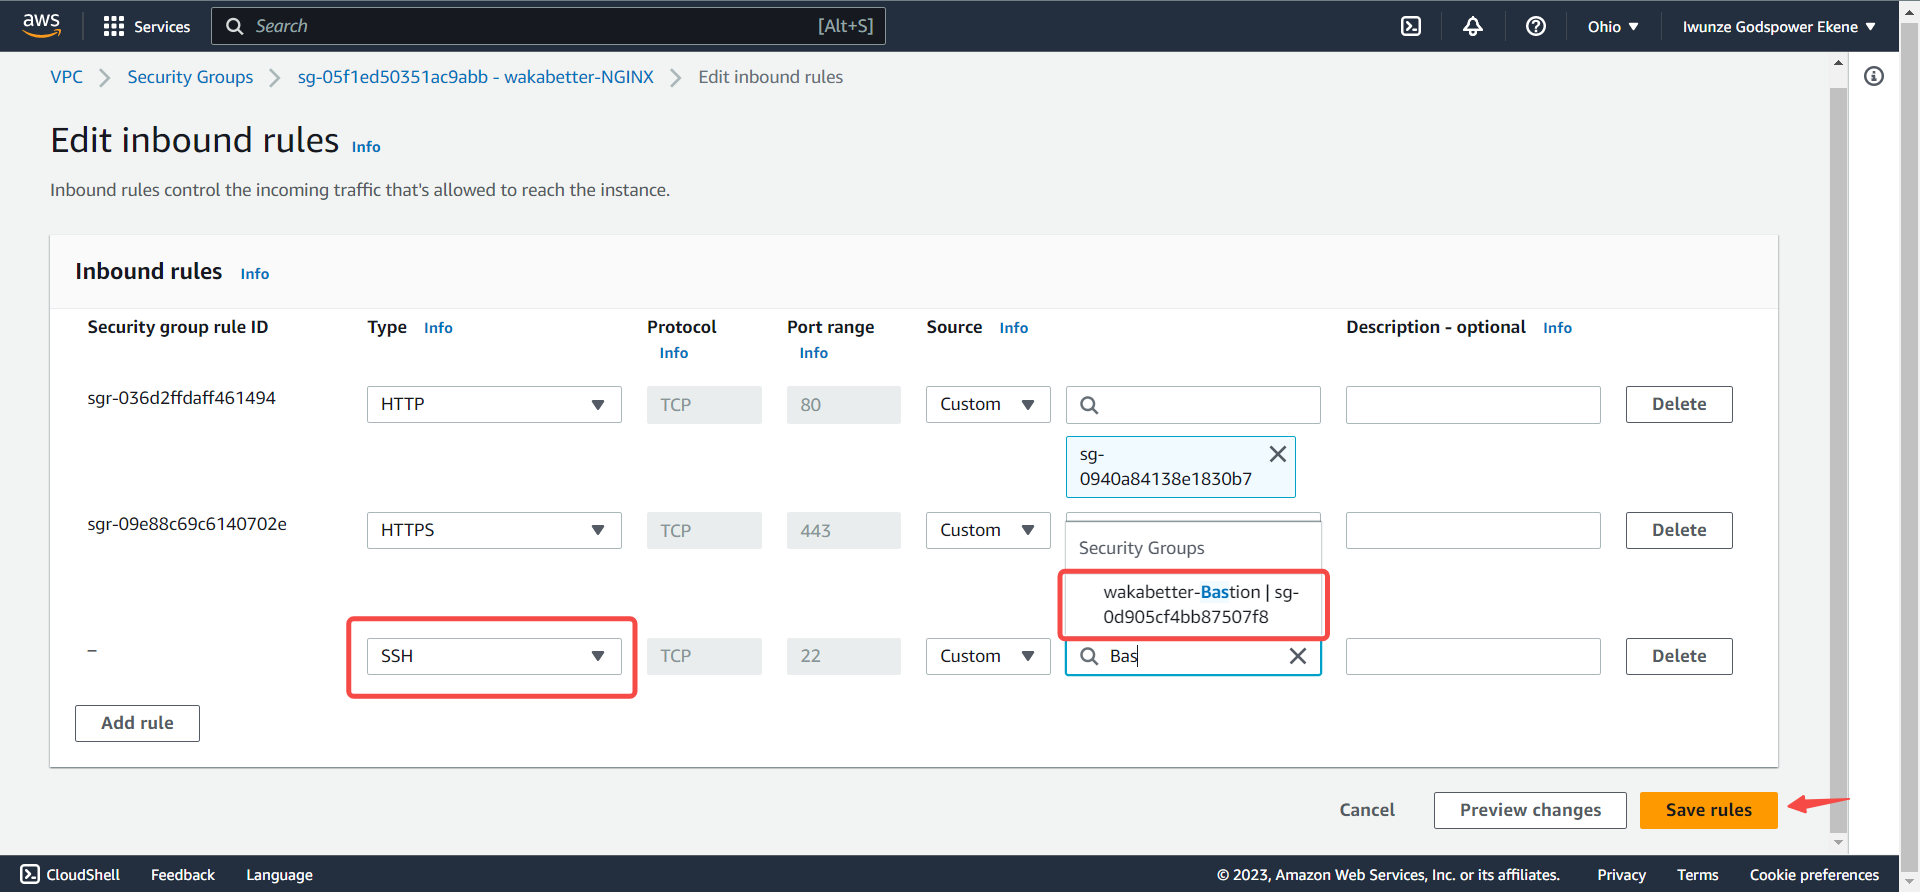 aws
Services
Search
[Alt+S]
Ohio
Iwunze Godspower Ekene
VPC
Security Groups
sg-05f1ed50351ac9abb - wakabetter-NGINX
Edit inbound rules
Edit inbound rules Info
Inbound rules control the incoming traffic that's allowed to reach the instance.
Inbound rules Info
Security group rule ID
Type Info
Protocol
Info
Port range
Info
Source Info
Description - optional Info
sgr-036d2ffdaff461494
HTTP
TCP
80
Custom
Delete
sg-
0940a84138e1830b7
sgr-09e88c69c6140702e
HTTPS
TCP
443
Custom
Delete
Security Groups
wakabetter-Bastion | sg-
0d905cf4bb87507f8
–
SSH
TCP
22
Custom
Bas
Delete
Add rule
Cancel
Preview changes
Save rules
CloudShell
Feedback
Language
© 2023, Amazon Web Services, Inc. or its affiliates.
Privacy
Terms
Cookie preferences